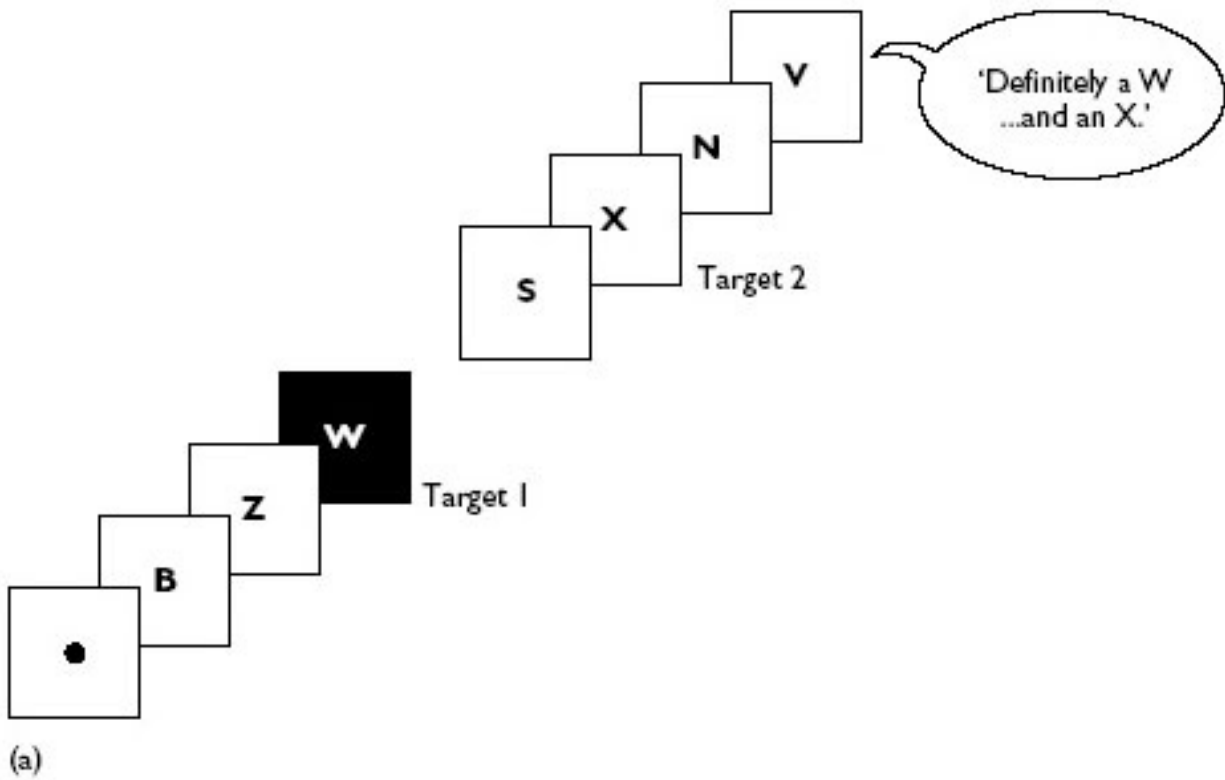 V
'Definitely a W
...and an X.'
N
X
Target 2
S
W
Target 1
Z
B
(a)